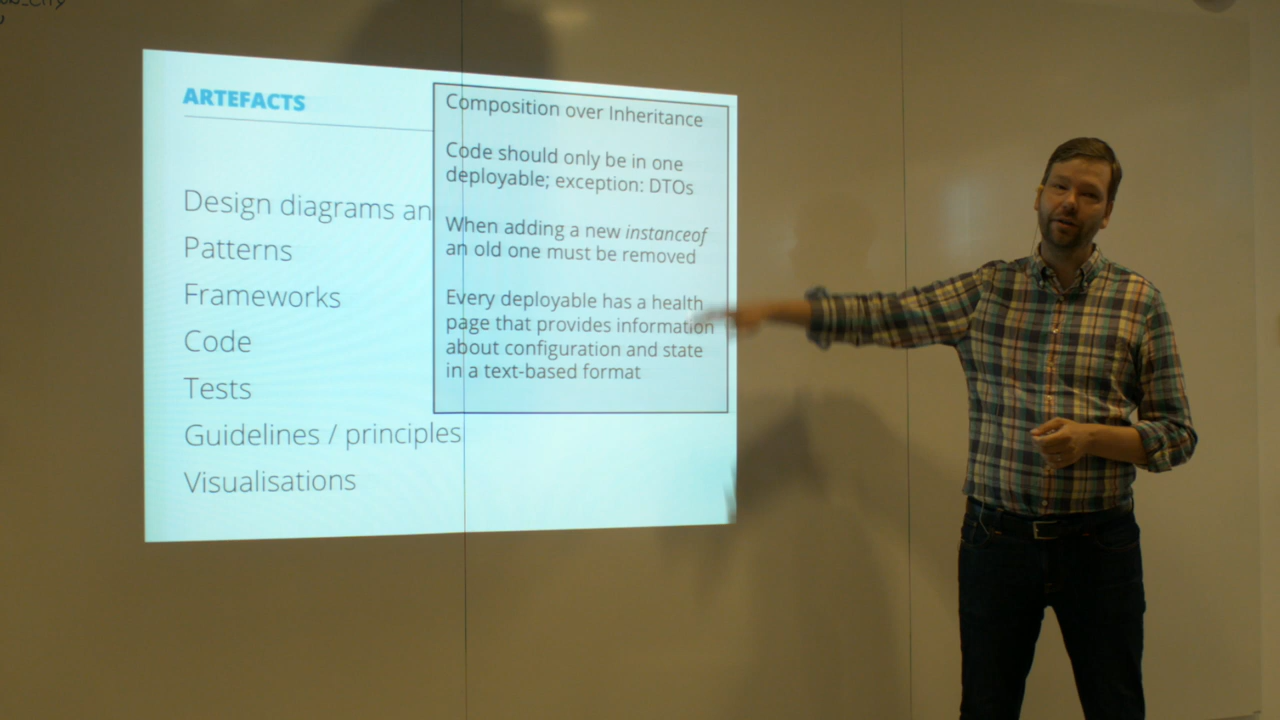 ARTEFACTS
Design diagrams an
Patterns
Frameworks
Code
Tests
Guidelines / principles
Visualisations
Composition over Inheritance
Code should only be in one
deployable; exception: DTOs
When adding a new instanceof
an old one must be removed
Every deployable has a health
page that provides information
about configuration and state
in a text-based format